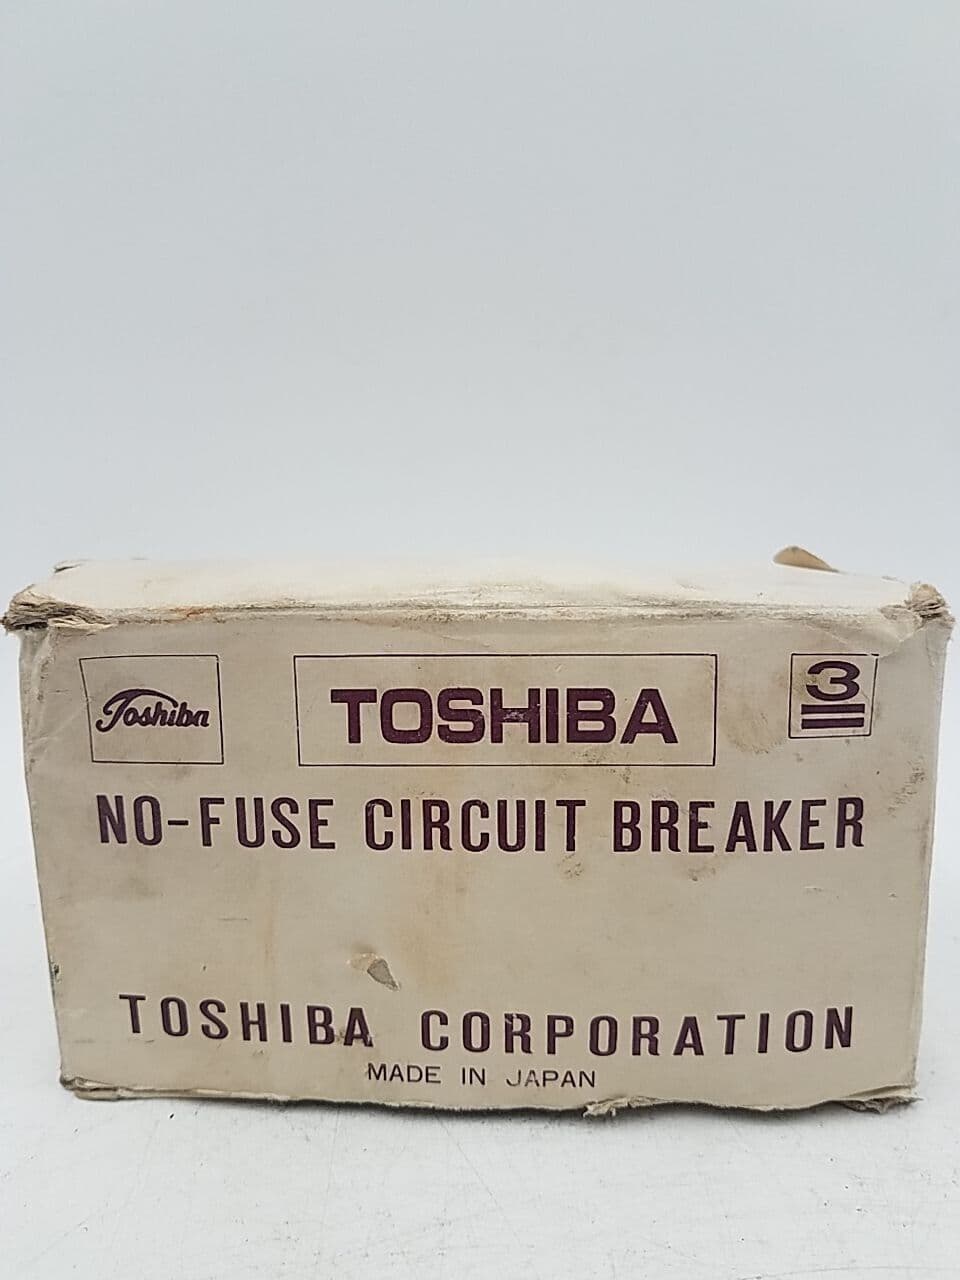 Toshiba TOSHIBA 3
NO-FUSE CIRCUIT BREAKER
TOSHIBA CORPORATION
MADE IN JAPAN